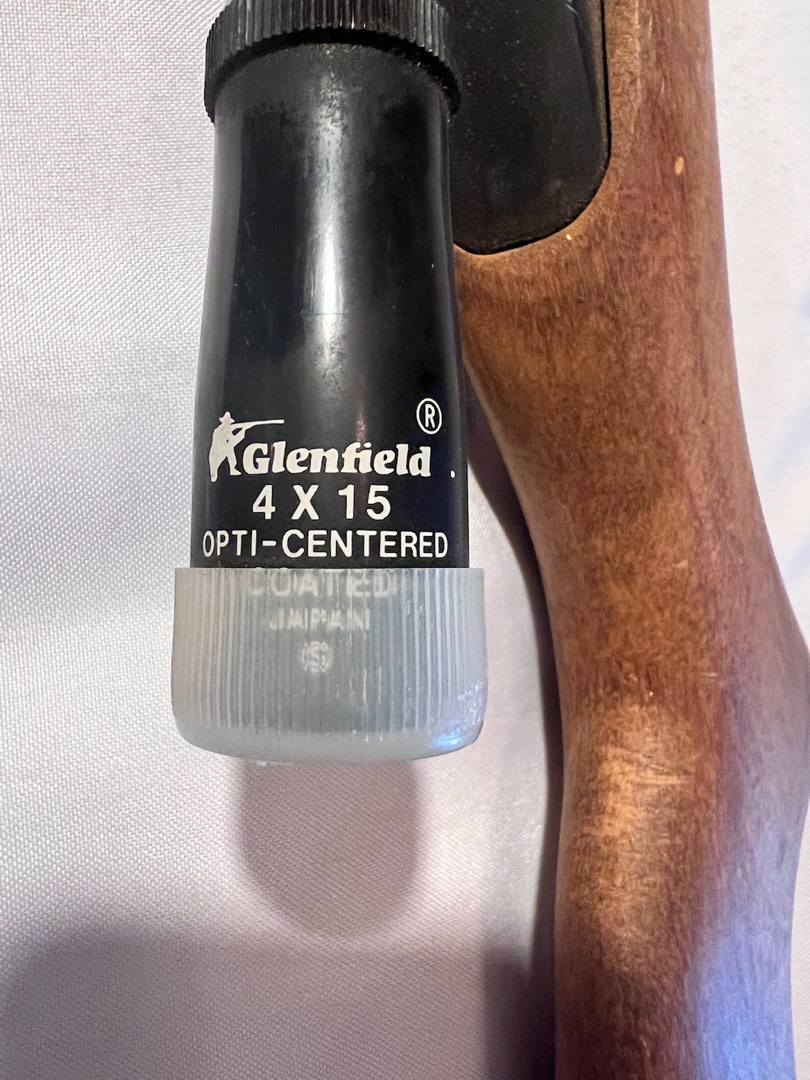 Glenfield ®
4 X 15
OPTI-CENTERED
COATED
JAPAN